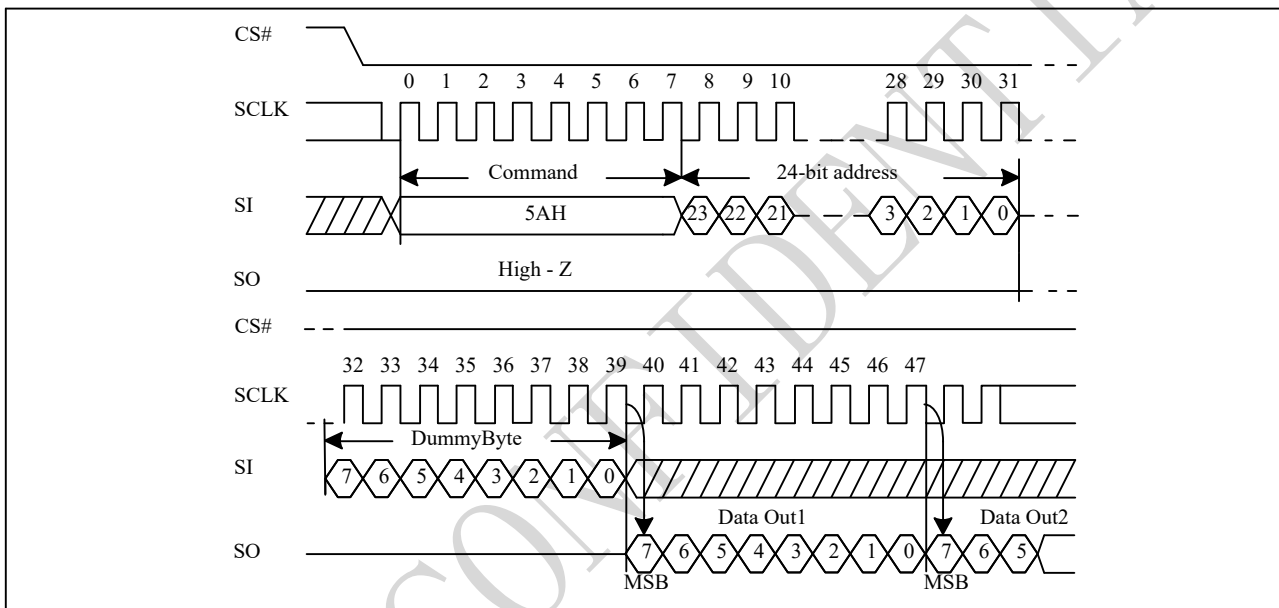 CS#
0 1 2 3 4 5 6 7 8 9 10 28 29 30 31
SCLK
Command 24-bit address
SI 5AH 23 22 21 3 2 1 0
High - Z
SO
CS#
32 33 34 35 36 37 38 39 40 41 42 43 44 45 46 47
SCLK
DummyByte
SI 7 6 5 4 3 2 1 0
Data Out1 Data Out2
SO 7 6 5 4 3 2 1 0 7 6 5
MSB MSB